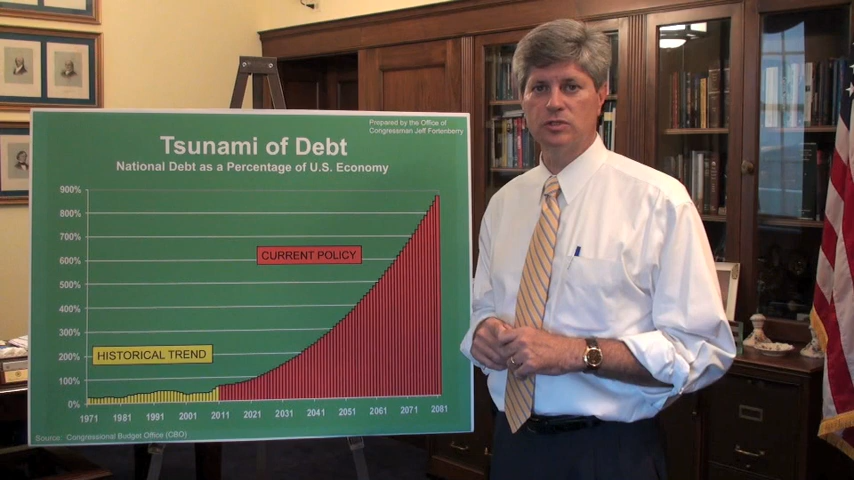 Prepared by the Office of
Congressman Jeff Fortenberry
Tsunami of Debt
National Debt as a Percentage of U.S. Economy
900%
800%
700%
600%
500%
400%
300%
200%
100%
0%
CURRENT POLICY
HISTORICAL TREND
1971 1981 1991 2001 2011 2021 2031 2041 2051 2061 2071 2081
Source: Congressional Budget Office (CBO)